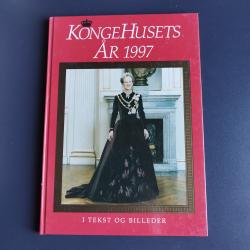 KONGEHUSETS
ÅR 1997
I TEKST OG BILLEDER